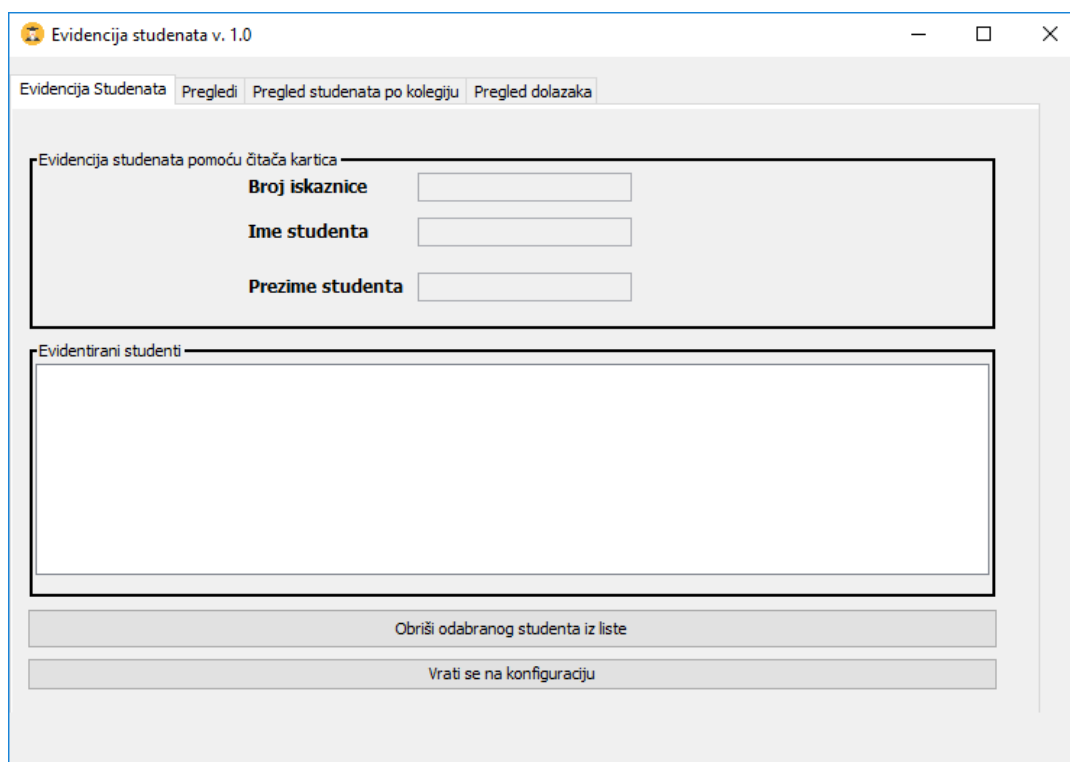 Evidencija studenata v. 1.0
Evidencija Studenata Pregledi Pregled studenata po kolegiju Pregled dolazaka
Evidencija studenata pomoću čitača kartica
Broj iskaznice
Ime studenta
Prezime studenta
Evidentirani studenti
Obriši odabranog studenta iz liste
Vrati se na konfiguraciju